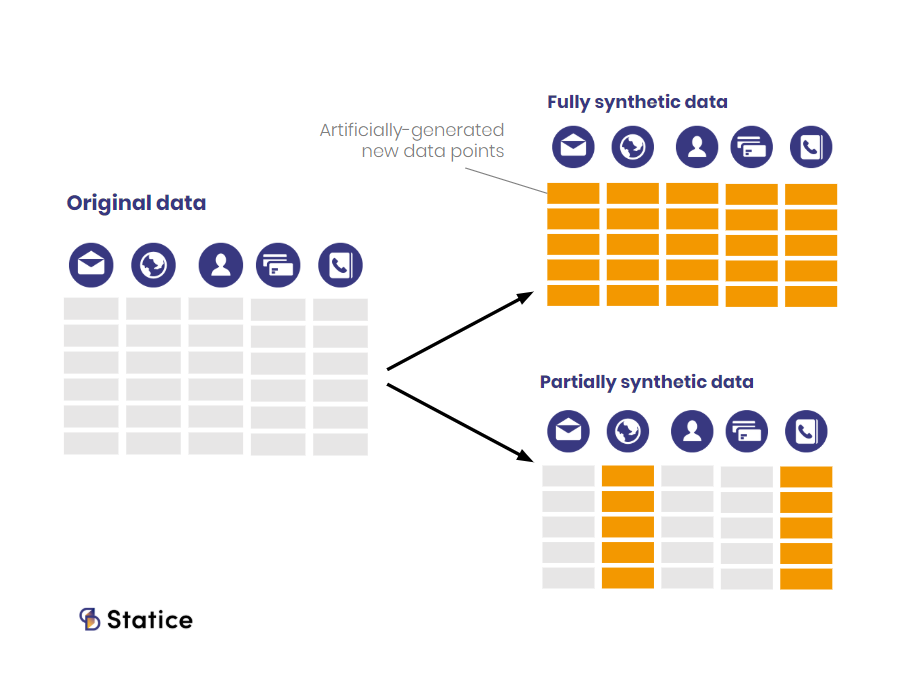 Fully synthetic data
Artificially-generated
new data points
Original data
Partially synthetic data
Statice